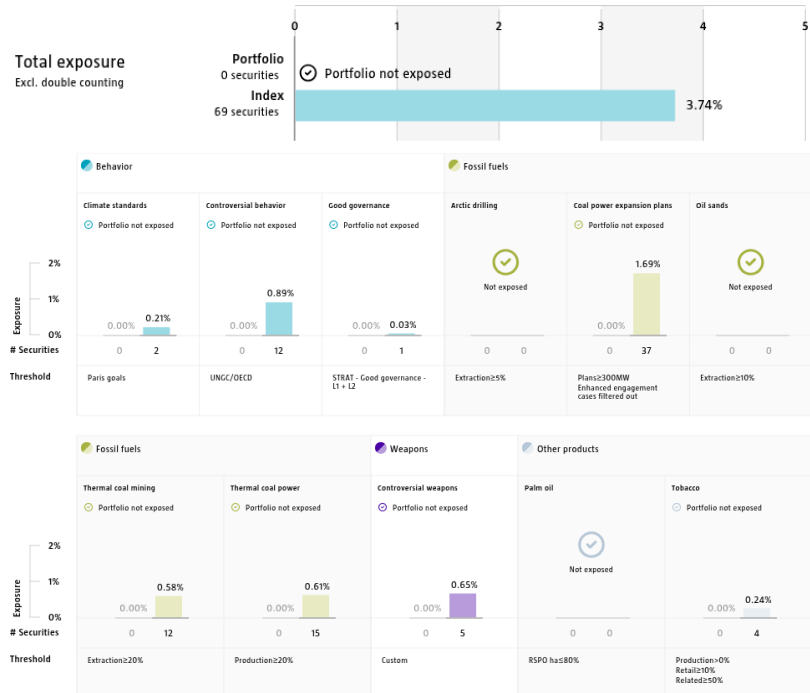 0 1 2 3 4 5
Total exposure
Excl. double counting
Portfolio
0 securities
Portfolio not exposed
Index
69 securities
3.74%
Behavior
Fossil fuels
Climate standards
Controversial behavior
Good governance
Arctic drilling
Coal power expansion plans
Oil sands
Portfolio not exposed
Portfolio not exposed
Portfolio not exposed
Portfolio not exposed
Not exposed
Not exposed
Exposure
2%
1%
0%
0.00% 0.21%
0.00% 0.89%
0.00% 0.03%
0.00% 1.69%
# Securities 0 2 0 12 0 1 0 0 0 37 0 0
Threshold
Paris goals
UNGC/OECD
STRAT - Good governance -
L1 + L2
Extraction≥5%
Plans≥300MW
Enhanced engagement
cases filtered out
Extraction≥10%
Fossil fuels
Weapons
Other products
Thermal coal mining
Thermal coal power
Controversial weapons
Palm oil
Tobacco
Portfolio not exposed
Portfolio not exposed
Portfolio not exposed
Portfolio not exposed
Not exposed
Exposure
2%
1%
0%
0.00% 0.58%
0.00% 0.61%
0.00% 0.65%
0.00% 0.24%
# Securities 0 12 0 15 0 5 0 0 0 4
Threshold
Extraction≥20%
Production≥20%
Custom
RSPO ha≤80%
Production>0%
Retail≥10%
Related≥50%